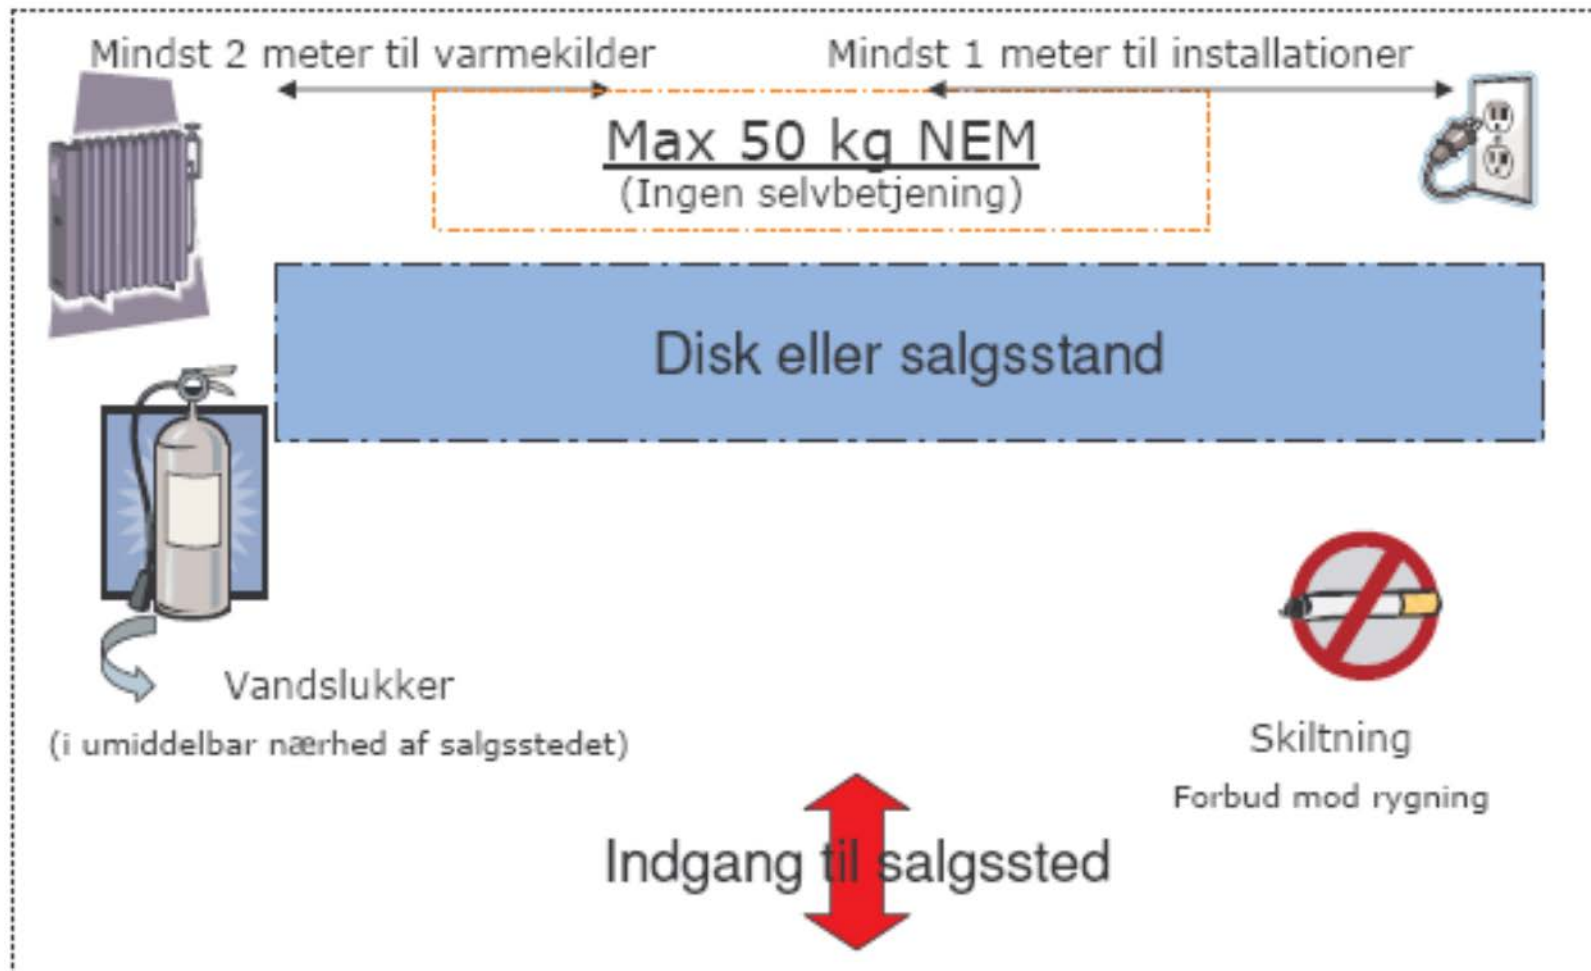 Mindst 2 meter til varmekilder
Mindst 1 meter til installationer
Max 50 kg NEM
(Ingen selvbetjening)
Disk eller salgsstand
Vandslukker
(i umiddelbar nærhed af salgsstedet)
Skiltning
Forbud mod rygning
Indgang til salgssted